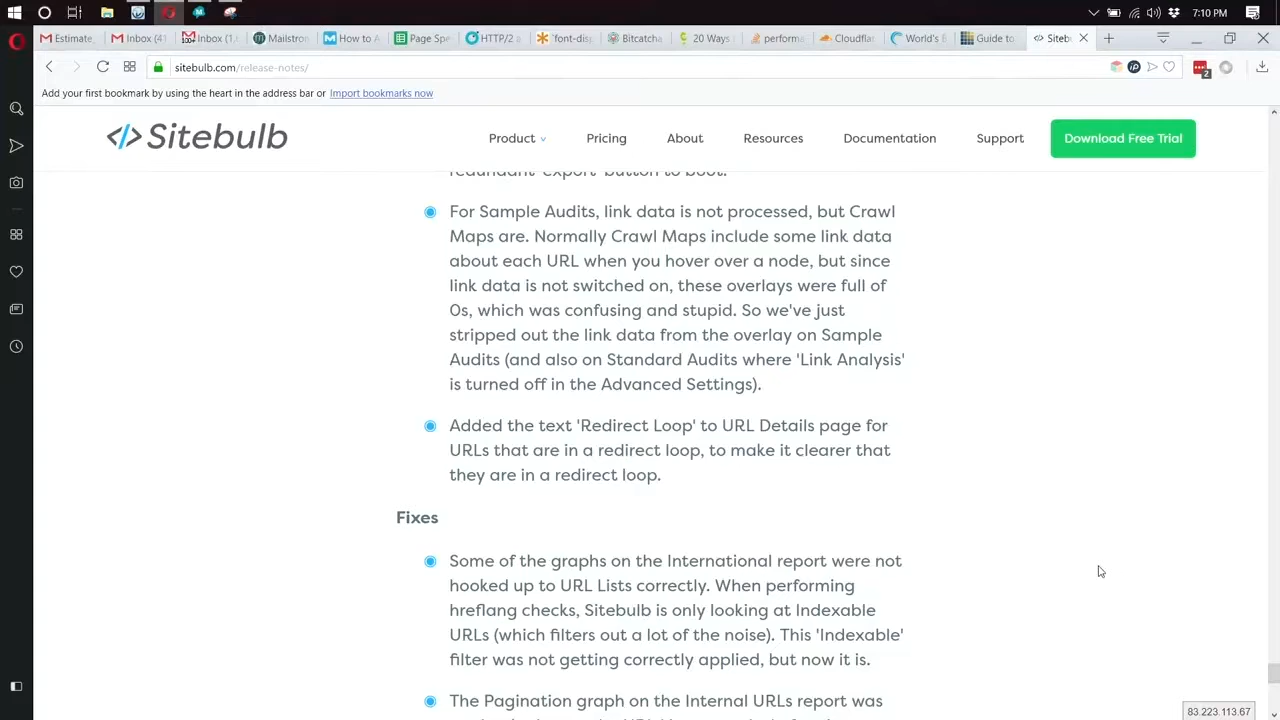 7:10 PM
Estimate
Inbox (41
Inbox (1,
Mailstron
How to A
Page Spe
HTTP/2 a
'font-disp
Bitcatcha
20 Ways
perform
Cloudflar
World's
Guide to
Siteb
sitebulb.com/release-notes/
2
Add your first bookmark by using the heart in the address bar or Import bookmarks now
</> Sitebulb
Product
Pricing
About
Resources
Documentation
Support
Download Free Trial
redundant 'export' button to boot.
For Sample Audits, link data is not processed, but Crawl
Maps are. Normally Crawl Maps include some link data
about each URL when you hover over a node, but since
link data is not switched on, these overlays were full of
0s, which was confusing and stupid. So we've just
stripped out the link data from the overlay on Sample
Audits (and also on Standard Audits where 'Link Analysis'
is turned off in the Advanced Settings).
Added the text 'Redirect Loop' to URL Details page for
URLs that are in a redirect loop, to make it clearer that
they are in a redirect loop.
Fixes
Some of the graphs on the International report were not
hooked up to URL Lists correctly. When performing
hreflang checks, Sitebulb is only looking at Indexable
URLs (which filters out a lot of the noise). This 'Indexable'
filter was not getting correctly applied, but now it is.
The Pagination graph on the Internal URLs report was
83.223.113.67